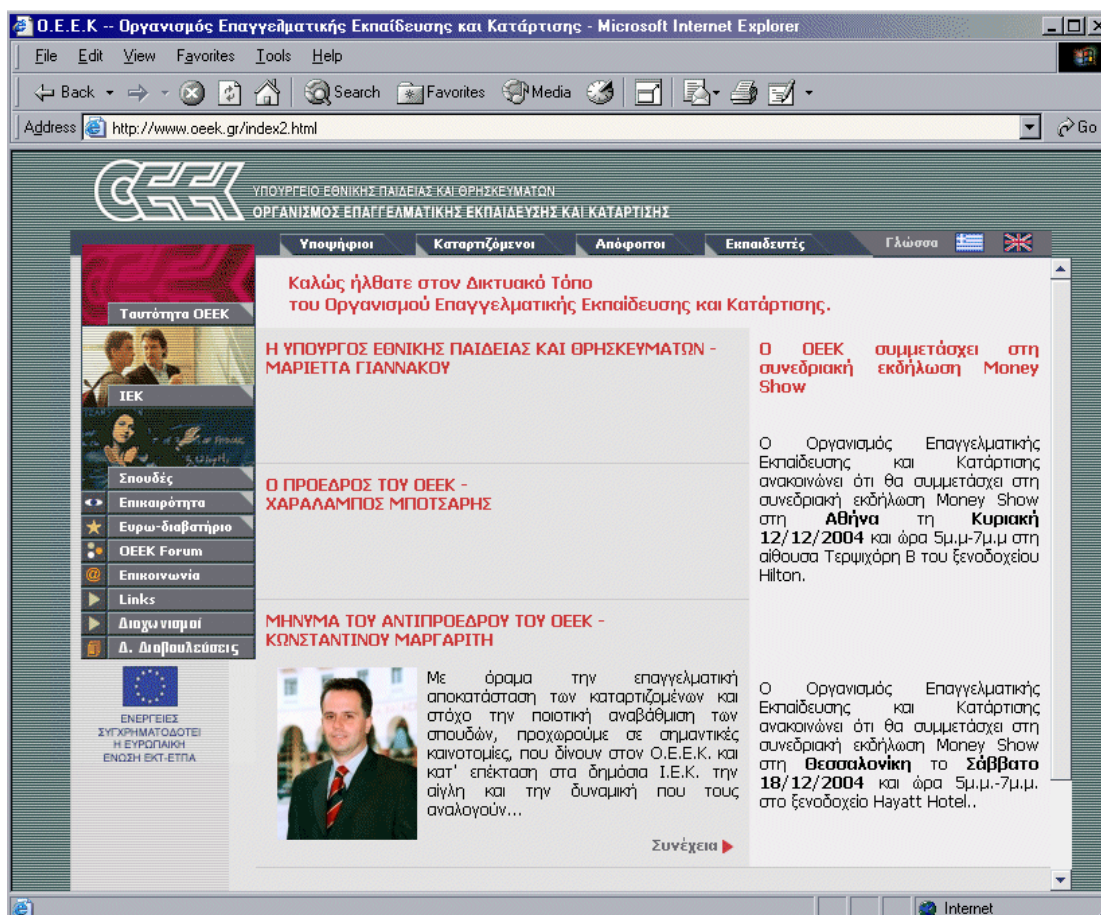 Ο.Ε.Ε.Κ -- Οργανισμός Επαγγελματικής Εκπαίδευσης και Κατάρτισης - Microsoft Internet Explorer
File Edit View Favorites Tools Help
Back Search Favorites Media
Address http://www.oeek.gr/index2.html Go
ΟΕΕΚ
ΥΠΟΥΡΓΕΙΟ ΕΘΝΙΚΗΣ ΠΑΙΔΕΙΑΣ ΚΑΙ ΘΡΗΣΚΕΥΜΑΤΩΝ
ΟΡΓΑΝΙΣΜΟΣ ΕΠΑΓΓΕΛΜΑΤΙΚΗΣ ΕΚΠΑΙΔΕΥΣΗΣ ΚΑΙ ΚΑΤΑΡΤΙΣΗΣ
Υποψήφιοι Καταρτιζόμενοι Απόφοιτοι Εκπαιδευτές Γλώσσα
Ταυτότητα ΟΕΕΚ
ΙΕΚ
Σπουδές
Επικαιρότητα
Ευρω-διαβατήριο
ΟΕΕΚ Forum
Επικοινωνία
Links
Διαγωνισμοί
Δ. Διαβουλεύσεις
ΕΝΕΡΓΕΙΕΣ
ΣΥΓΧΡΗΜΑΤΟΔΟΤΕΙ
Η ΕΥΡΩΠΑΙΚΗ
ΕΝΩΣΗ ΕΚΤ-ΕΤΠΑ
Καλώς ήλθατε στον Δικτυακό Τόπο
του Οργανισμού Επαγγελματικής Εκπαίδευσης και Κατάρτισης.
Η ΥΠΟΥΡΓΟΣ ΕΘΝΙΚΗΣ ΠΑΙΔΕΙΑΣ ΚΑΙ ΘΡΗΣΚΕΥΜΑΤΩΝ -
ΜΑΡΙΕΤΤΑ ΓΙΑΝΝΑΚΟΥ
Ο ΠΡΟΕΔΡΟΣ ΤΟΥ ΟΕΕΚ -
ΧΑΡΑΛΑΜΠΟΣ ΜΠΟΤΣΑΡΗΣ
ΜΗΝΥΜΑ ΤΟΥ ΑΝΤΙΠΡΟΕΔΡΟΥ ΤΟΥ ΟΕΕΚ -
ΚΩΝΣΤΑΝΤΙΝΟΥ ΜΑΡΓΑΡΙΤΗ
Με όραμα την επαγγελματική
αποκατάσταση των καταρτιζομένων και
στόχο την ποιοτική αναβάθμιση των
σπουδών, προχωρούμε σε σημαντικές
καινοτομίες, που δίνουν στον Ο.Ε.Ε.Κ. και
κατ' επέκταση στα δημόσια Ι.Ε.Κ. την
αίγλη και την δυναμική που τους
αναλογούν...
Συνέχεια
Ο ΟΕΕΚ συμμετάσχει στη
συνεδριακή εκδήλωση Money
Show
Ο Οργανισμός Επαγγελματικής
Εκπαίδευσης και Κατάρτισης
ανακοινώνει ότι θα συμμετάσχει στη
συνεδριακή εκδήλωση Money Show
στη Αθήνα τη Κυριακή
12/12/2004 και ώρα 5μ.μ-7μ.μ στη
αίθουσα Τερψιχόρη Β του ξενοδοχείου
Hilton.
Ο Οργανισμός Επαγγελματικής
Εκπαίδευσης και Κατάρτισης
ανακοινώνει ότι θα συμμετάσχει στη
συνεδριακή εκδήλωση Money Show
στη Θεσσαλονίκη το Σάββατο
18/12/2004 και ώρα 5μ.μ.-7μ.μ.
στο ξενοδοχείο Hayatt Hotel..
Internet